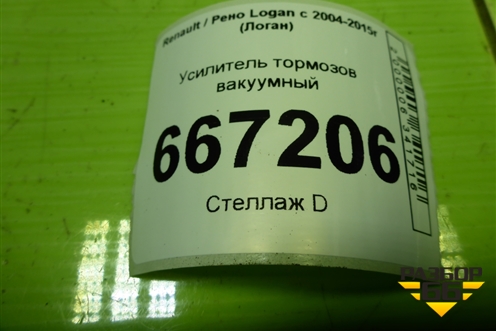 Renault / Рено Logan с 2004-2015г
(Логан)
Усилитель тормозов
вакуумный
667206
Стеллаж D
РАЗБОР